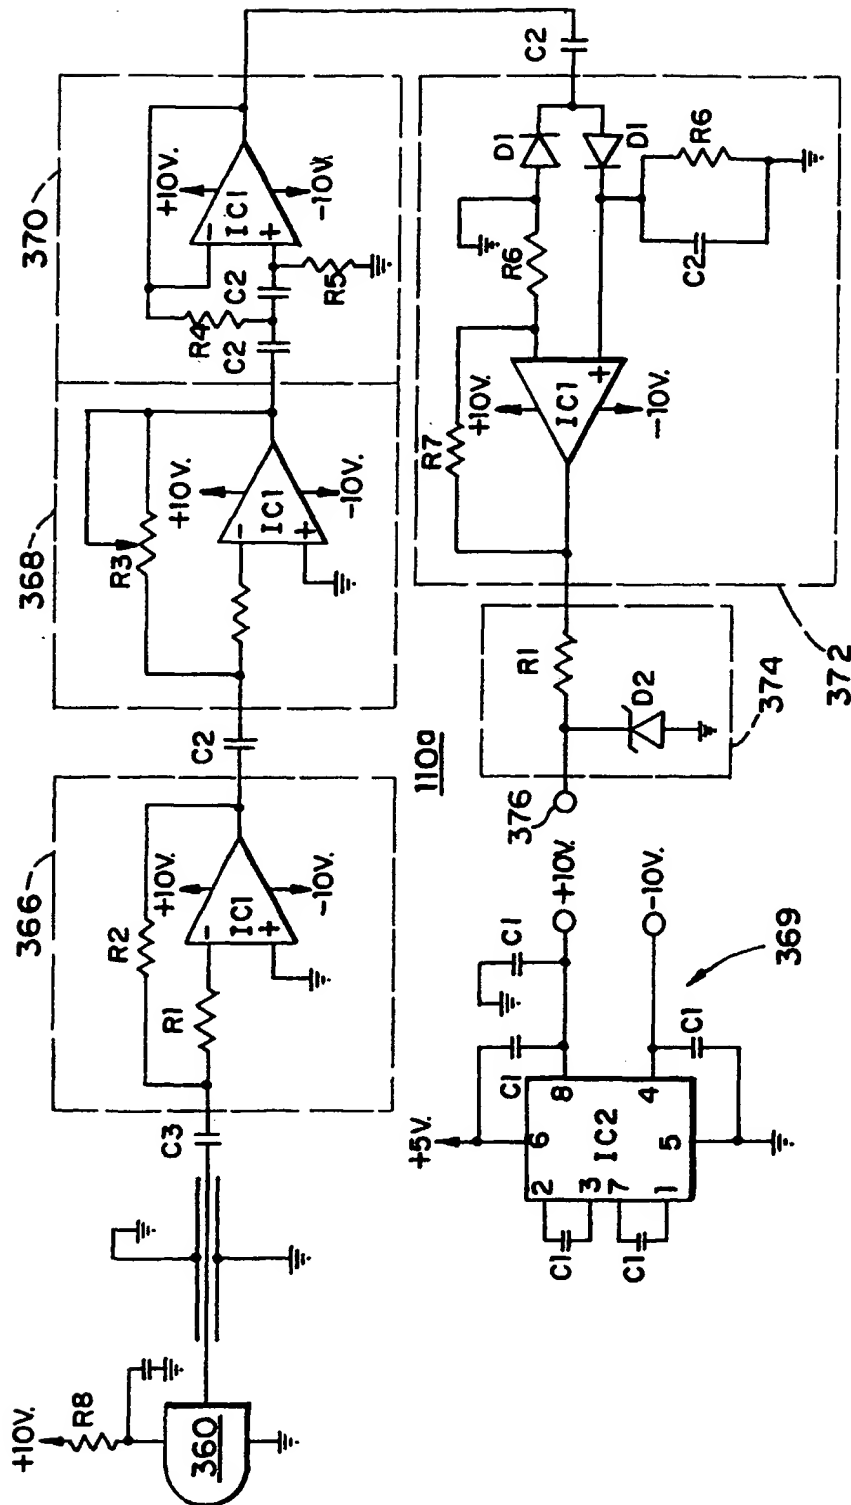 +10V.
R8
360
C3
366
R2
R1
+10V.
-
IC1
+
-10V.
C2
368
R3
+10V.
-
IC1
+
-10V.
370
C2
R4
C2
R5
+10V.
-
IC1
+
-10V.
C2
110a
D1
D1
R6
C2
R6
R7
+10V.
IC1
+
-10V.
372
R1
D2
374
376
+5V.
C1
C1
+10V.
-10V.
C1
369
IC2
2
3
7
1
6
5
8
4
C1
C1